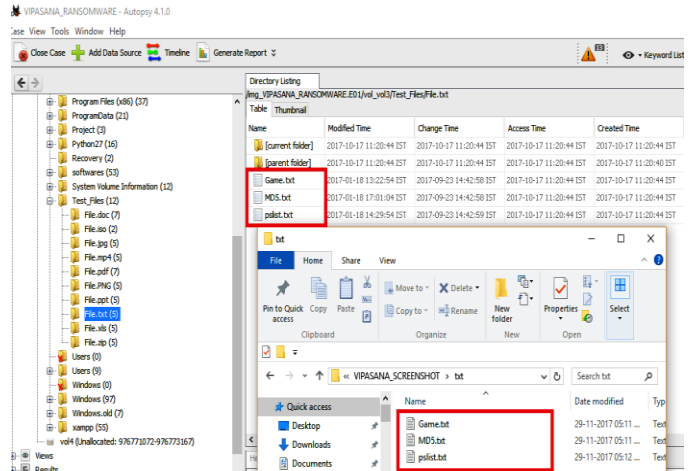 VIPASANA_RANSOMWARE - Autopsy 4.1.0
Case View Tools Window Help
Close Case Add Data Source Timeline Generate Report Keyword List
Directory Listing
/img_VIPASANA_RANSOMWARE.E01/vol_vol3/Test_Files/File.txt
Table Thumbnail
Name Modified Time Change Time Access Time Created Time
[current folder] 2017-10-17 11:20:44 IST 2017-10-17 11:20:44 IST 2017-10-17 11:20:44 IST 2017-10-17 11:20:44 IST
[parent folder] 2017-10-17 11:20:44 IST 2017-10-17 11:20:44 IST 2017-10-17 11:20:44 IST 2017-10-17 11:20:40 IST
Game.txt 2017-01-18 13:22:54 IST 2017-09-23 14:42:58 IST 2017-10-17 11:20:44 IST 2017-10-17 11:20:44 IST
MD5.txt 2017-01-18 17:01:04 IST 2017-09-23 14:42:58 IST 2017-10-17 11:20:44 IST 2017-10-17 11:20:44 IST
pslist.txt 2017-01-18 14:29:54 IST 2017-09-23 14:42:59 IST 2017-10-17 11:20:44 IST 2017-10-17 11:20:44 IST
Program Files (x86) (37)
ProgramData (21)
Project (3)
Python27 (16)
Recovery (2)
softwares (53)
System Volume Information (12)
Test_Files (12)
File.doc (7)
File.iso (2)
File.jpg (5)
File.mp4 (5)
File.pdf (7)
File.PNG (5)
File.ppt (5)
File.txt (5)
File.xls (5)
File.zip (5)
Users (0)
Users (9)
Windows (0)
Windows (97)
Windows.old (7)
xampp (55)
vol4 (Unallocated: 976771072-976773167)
Views
Results
txt
File Home Share View
Pin to Quick access
Copy
Paste
Move to
Copy to
Delete
Rename
New folder
Properties
Select
Clipboard Organize New Open
« VIPASANA_SCREENSHOT › txt Search txt
Quick access
Desktop
Downloads
Documents
Name Date modified Typ
Game.txt 29-11-2017 05:11 ... Text
MD5.txt 29-11-2017 05:11 ... Text
pslist.txt 29-11-2017 05:12 ... Text